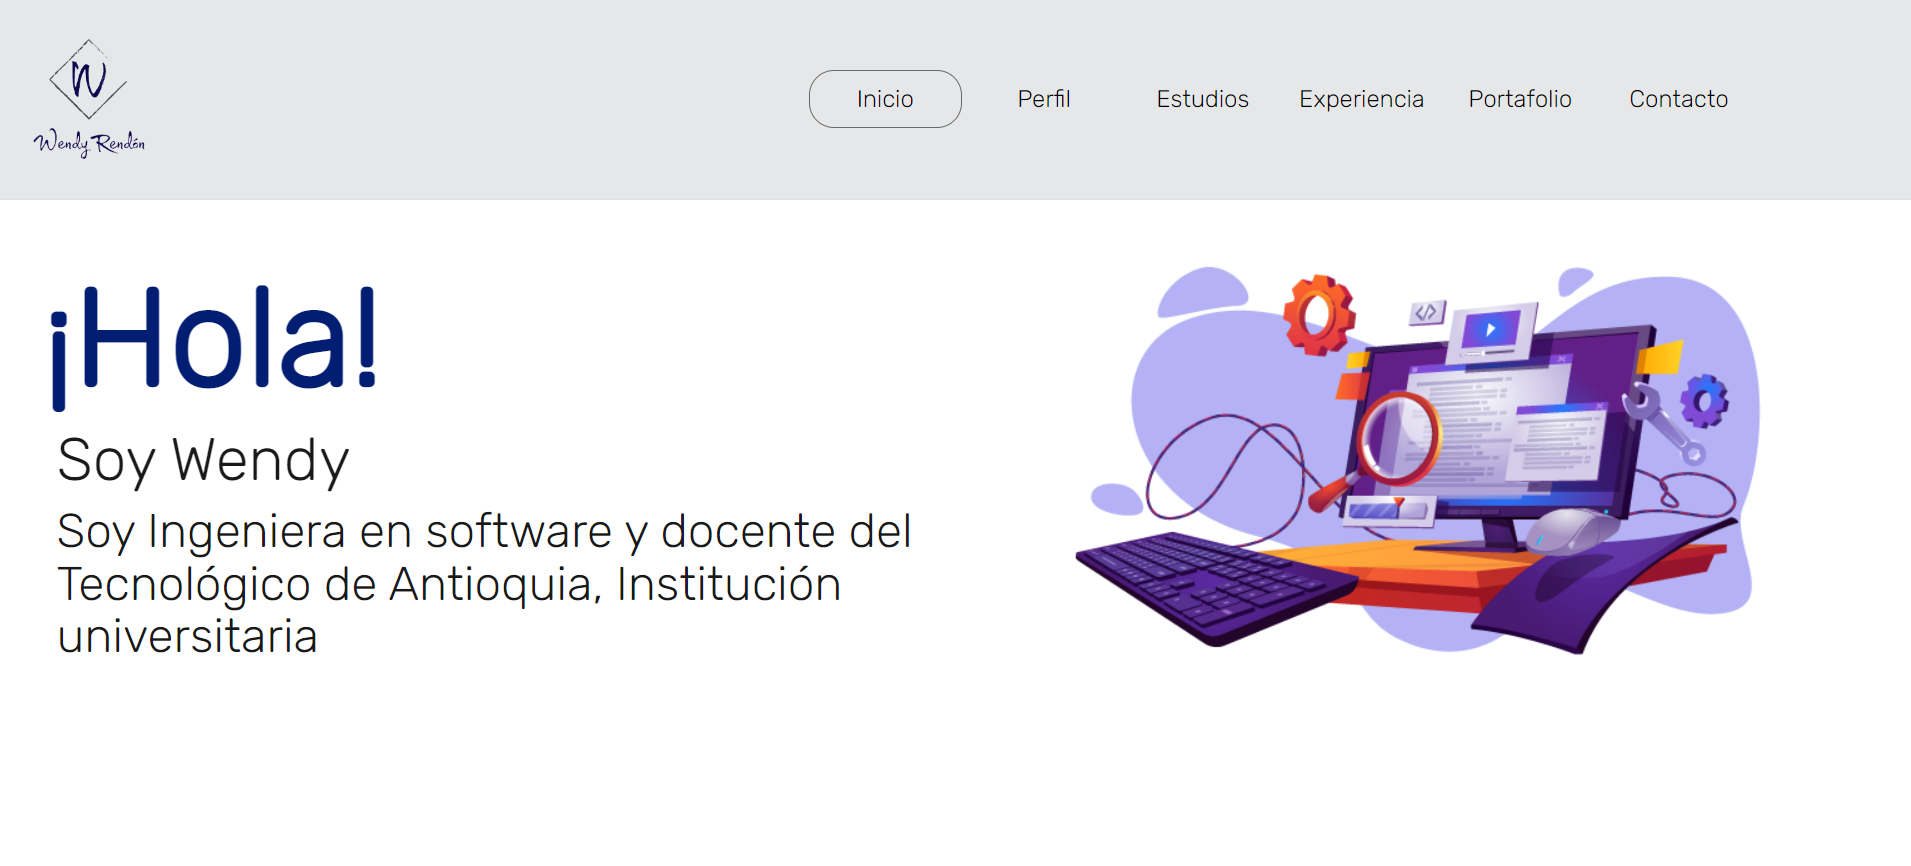 W
Wendy Rendón
Inicio Perfil Estudios Experiencia Portafolio Contacto
¡Hola!
</>
Soy Wendy
Soy Ingeniera en software y docente del
Tecnológico de Antioquia, Institución
universitaria